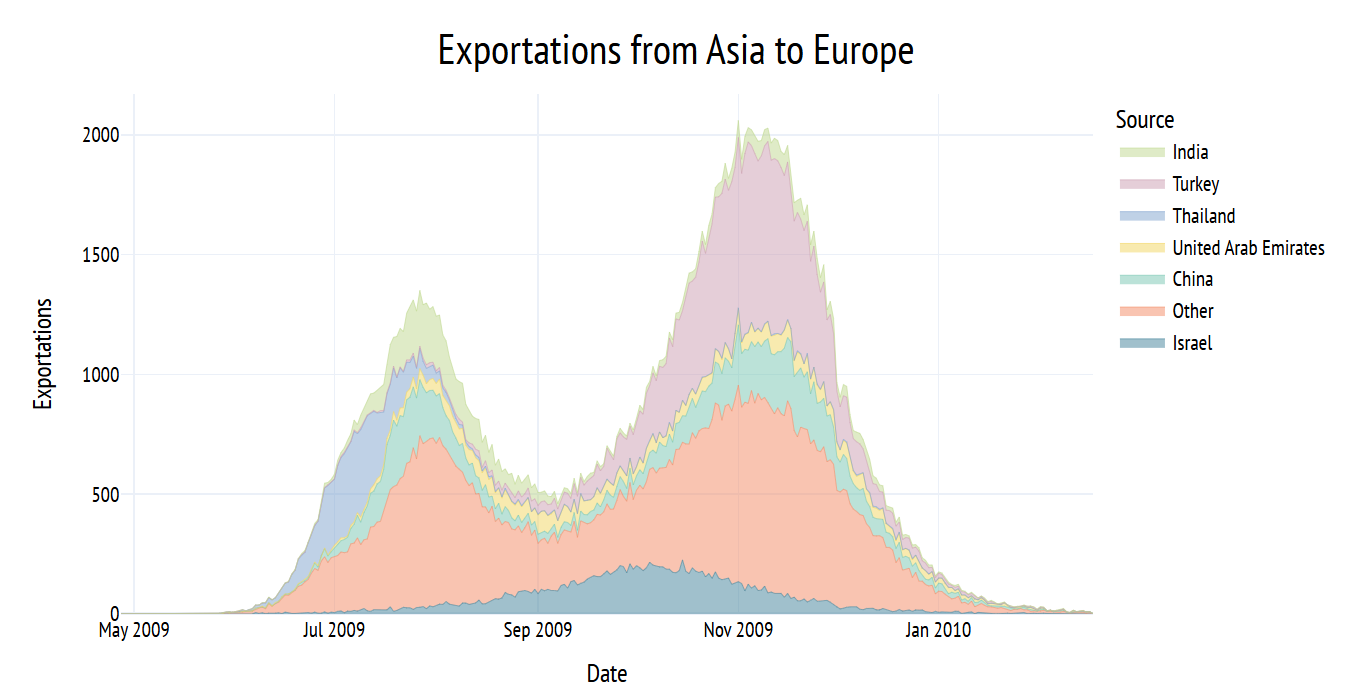 Exportations from Asia to Europe
Exportations
2000
1500
1000
500
0
May 2009
Jul 2009
Sep 2009
Nov 2009
Jan 2010
Date
Source
India
Turkey
Thailand
United Arab Emirates
China
Other
Israel